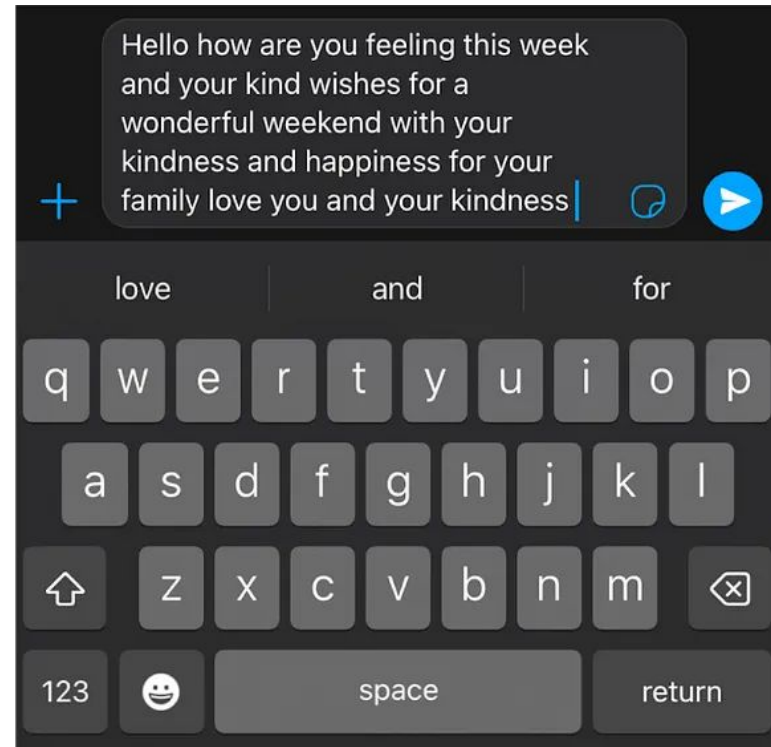 Hello how are you feeling this week
and your kind wishes for a
wonderful weekend with your
kindness and happiness for your
family love you and your kindness
love and for
q w e r t y u i o p
a s d f g h j k l
z x c v b n m
123 space return